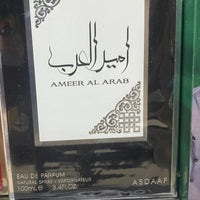 أمير العرب
AMEER AL ARAB
EAU DE PARFUM
NATURAL SPRAY - VAPORISATEUR
100mL℮ 3.4FL.OZ.
ASDAAF